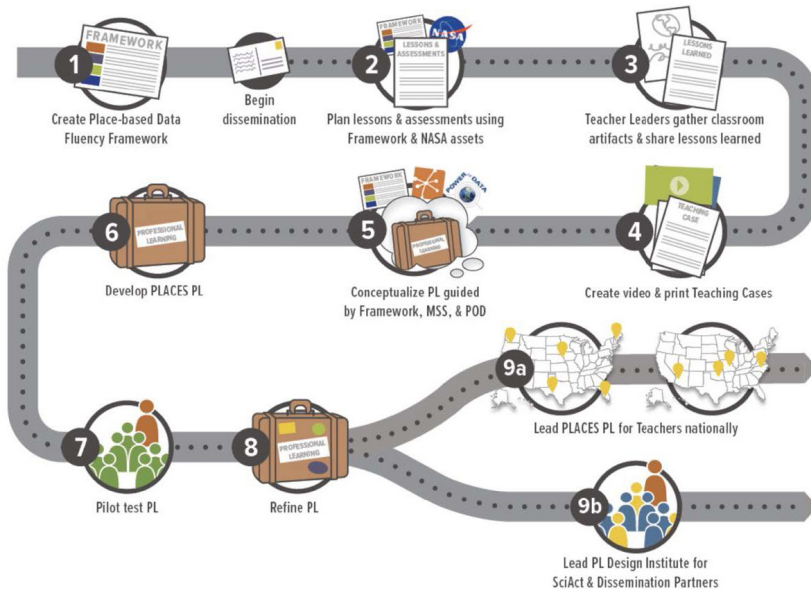 1
FRAMEWORK
Create Place-based Data
Fluency Framework
Begin
dissemination
2
FRAMEWORK
NASA
LESSONS &
ASSESSMENTS
Plan lessons & assessments using
Framework & NASA assets
3
LESSONS
LEARNED
Teacher Leaders gather classroom
artifacts & share lessons learned
4
TEACHING
CASE
Create video & print Teaching Cases
5
FRAMEWORK
POWER OF DATA
PROFESSIONAL
LEARNING
Conceptualize PL guided
by Framework, MSS, & POD
6
PROFESSIONAL
LEARNING
Develop PLACES PL
7
Pilot test PL
8
PROFESSIONAL
LEARNING
Refine PL
9a
Lead PLACES PL for Teachers nationally
9b
Lead PL Design Institute for
SciAct & Dissemination Partners